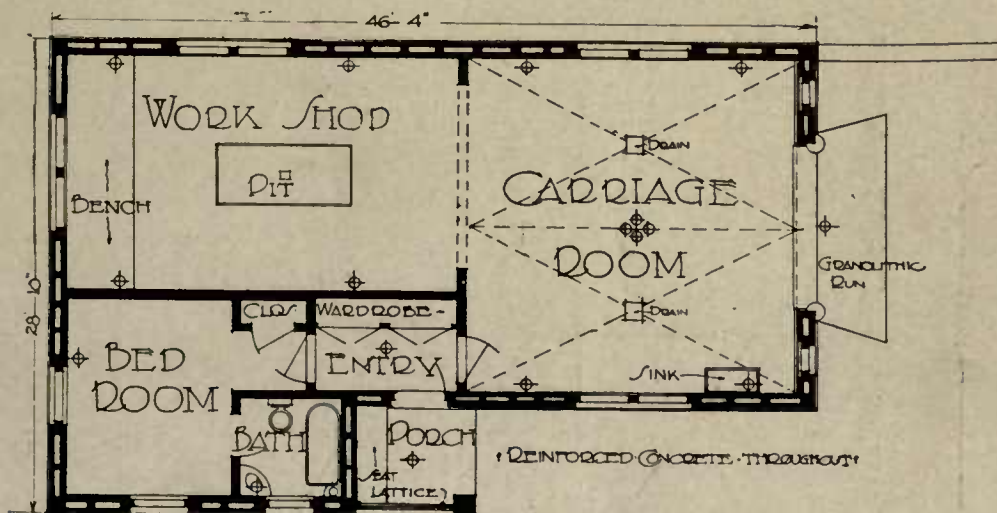 46'-4"
28'-10"
WORK SHOP
PIT
BENCH
DRAIN
CARRIAGE
ROOM
DRAIN
GRANOLITHIC
RUN
CLOS.
WARDROBE-
BED
ROOM
ENTRY
SINK
BATH
PORCH
SEAT
LATTICE
REINFORCED·CONCRETE·THROUGHOUT